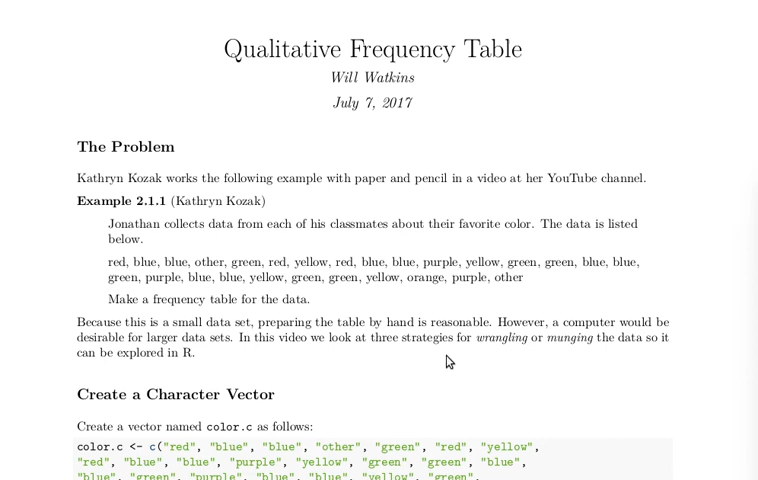 Qualitative Frequency Table
Will Watkins
July 7, 2017
The Problem
Kathryn Kozak works the following example with paper and pencil in a video at her YouTube channel.
Example 2.1.1 (Kathryn Kozak)
Jonathan collects data from each of his classmates about their favorite color. The data is listed
below.
red, blue, blue, other, green, red, yellow, red, blue, blue, purple, yellow, green, green, blue, blue,
green, purple, blue, blue, yellow, green, green, yellow, orange, purple, other
Make a frequency table for the data.
Because this is a small data set, preparing the table by hand is reasonable. However, a computer would be
desirable for larger data sets. In this video we look at three strategies for wrangling or munging the data so it
can be explored in R.
Create a Character Vector
Create a vector named color.c as follows:
color.c <- c("red", "blue", "blue", "other", "green", "red", "yellow",
"red", "blue", "blue", "purple", "yellow", "green", "green", "blue",
"blue", "green", "purple", "blue", "blue", "yellow", "green",